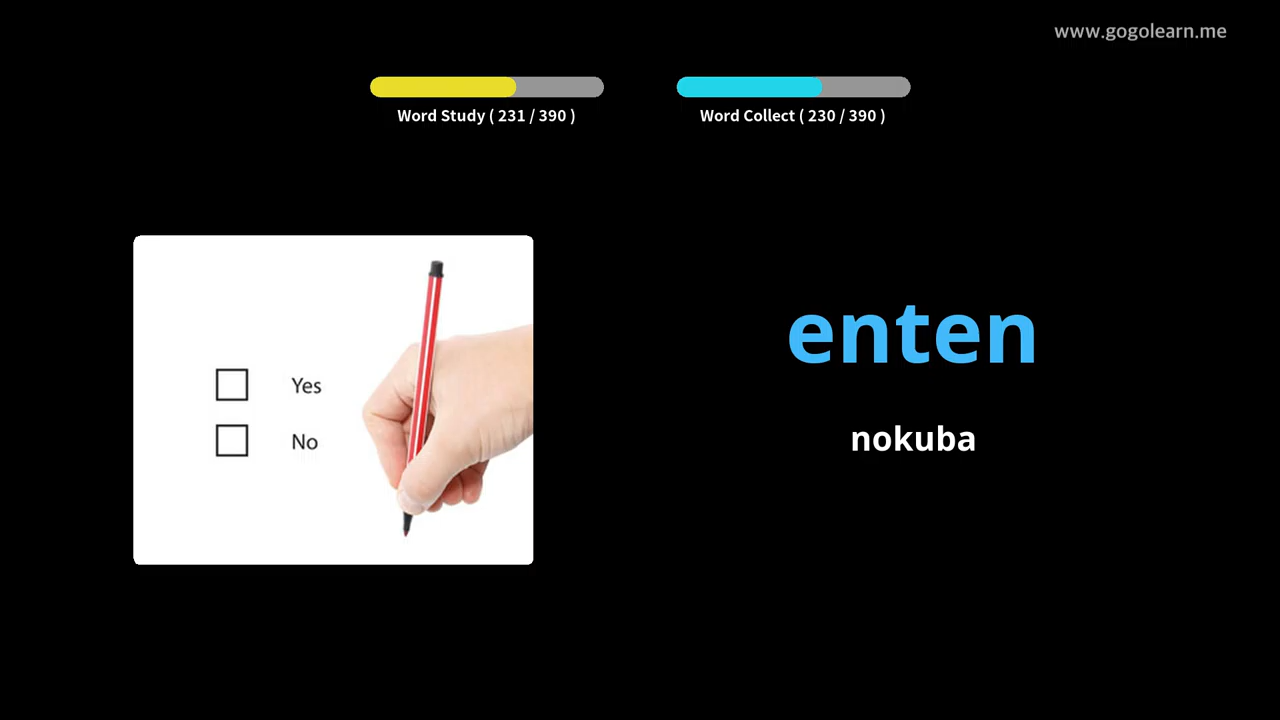 www.gogolearn.me
Word Study ( 231 / 390 )
Word Collect ( 230 / 390 )
Yes
No
enten
nokuba